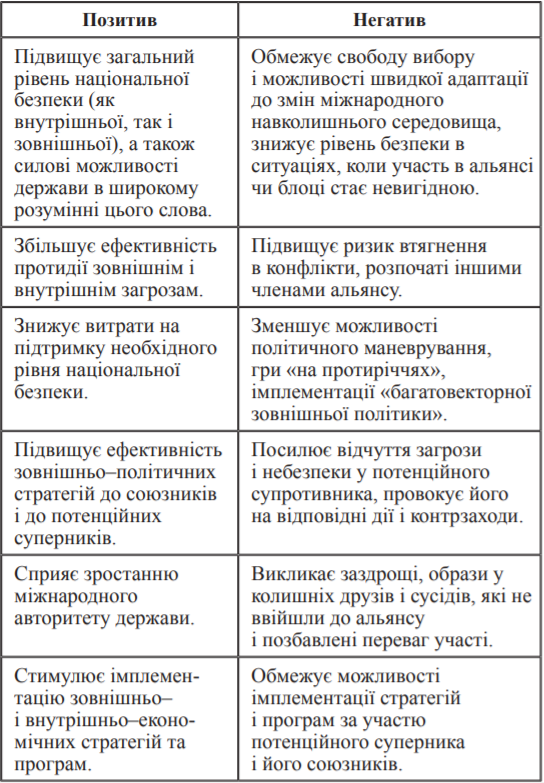 Позитив
Негатив
Підвищує загальний
рівень національної
безпеки (як
внутрішньої, так і
зовнішньої), а також
силові можливості
держави в широкому
розумінні цього слова.
Обмежує свободу вибору
і можливості швидкої адаптації
до змін міжнародного
навколишнього середовища,
знижує рівень безпеки в
ситуаціях, коли участь в альянсі
чи блоці стає невигідною.
Збільшує ефективність
протидії зовнішнім і
внутрішнім загрозам.
Підвищує ризик втягнення
в конфлікти, розпочаті іншими
членами альянсу.
Знижує витрати на
підтримку необхідного
рівня національної
безпеки.
Зменшує можливості
політичного маневрування,
гри «на протиріччях»,
імплементації «багатовекторної
зовнішньої політики».
Підвищує ефективність
зовнішньо–політичних
стратегій до союзників
і до потенційних
суперників.
Посилює відчуття загрози
і небезпеки у потенційного
супротивника, провокує його
на відповідні дії і контрзаходи.
Сприяє зростанню
міжнародного
авторитету держави.
Викликає заздрощі, образи у
колишніх друзів і сусідів, які не
ввійшли до альянсу
і позбавлені переваг участі.
Стимулює імплемен-
тацію зовнішньо–
і внутрішньо–еконо-
мічних стратегій та
програм.
Обмежує можливості
імплементації стратегій
і програм за участю
потенційного суперника
і його союзників.